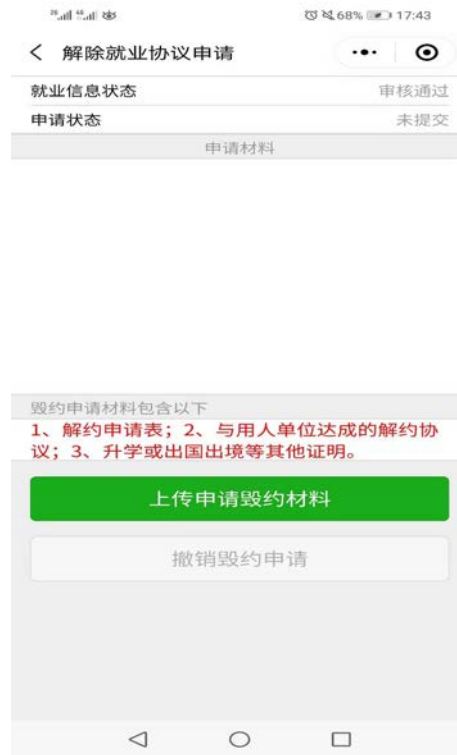 68% 17:43
解除就业协议申请
就业信息状态 审核通过
申请状态 未提交
申请材料
毁约申请材料包含以下
1、解约申请表；2、与用人单位达成的解约协
议；3、升学或出国出境等其他证明。
上传申请毁约材料
撤销毁约申请